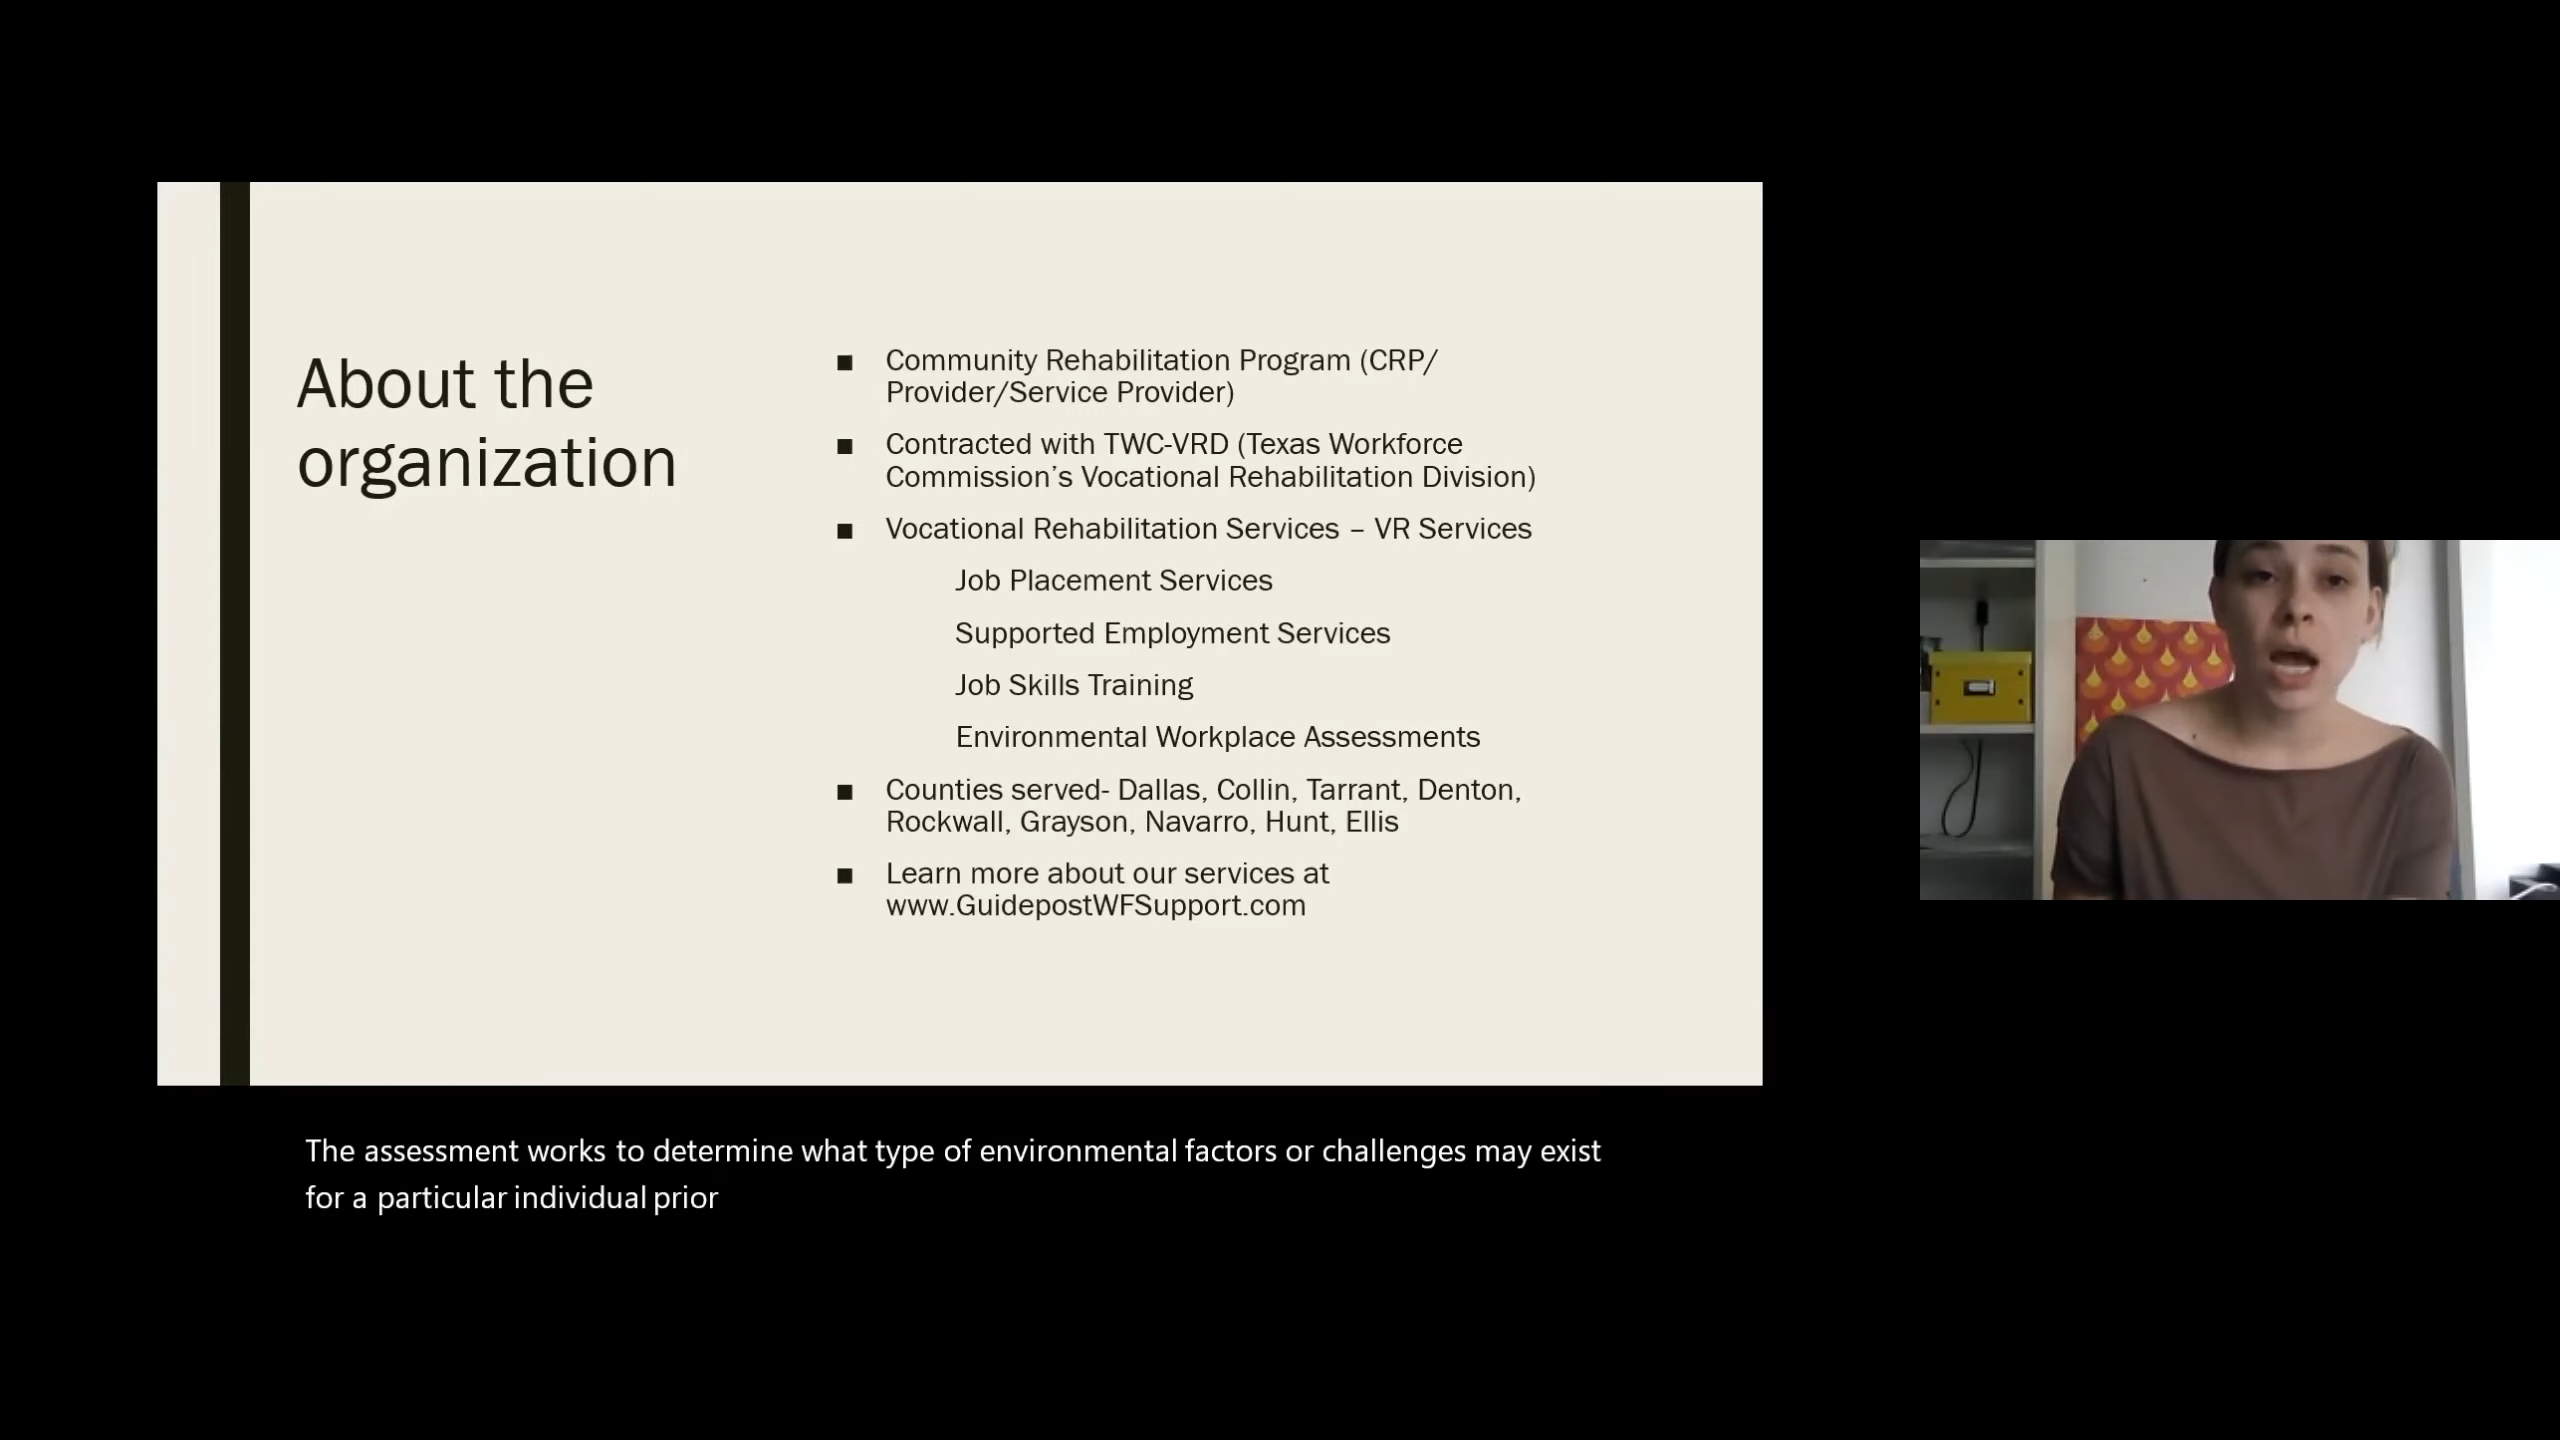 About the
organization
■ Community Rehabilitation Program (CRP/
Provider/Service Provider)
■ Contracted with TWC-VRD (Texas Workforce
Commission’s Vocational Rehabilitation Division)
■ Vocational Rehabilitation Services – VR Services
Job Placement Services
Supported Employment Services
Job Skills Training
Environmental Workplace Assessments
■ Counties served- Dallas, Collin, Tarrant, Denton,
Rockwall, Grayson, Navarro, Hunt, Ellis
■ Learn more about our services at
www.GuidepostWFSupport.com
The assessment works to determine what type of environmental factors or challenges may exist
for a particular individual prior